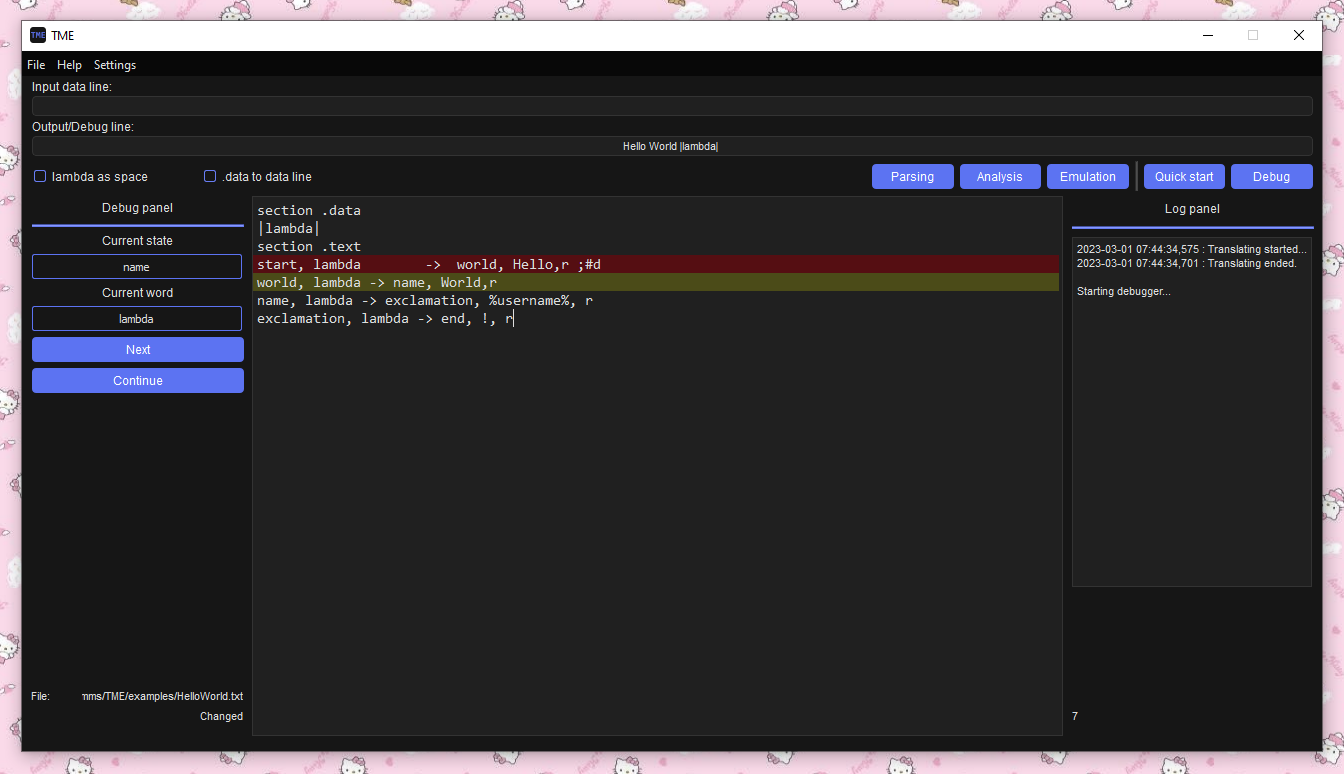 TME TME
File Help Settings
Input data line:
Output/Debug line:
Hello World |lambda|
lambda as space .data to data line Parsing Analysis Emulation Quick start Debug
Debug panel
Current state
name
Current word
lambda
Next
Continue
section .data
|lambda|
section .text
start, lambda -> world, Hello,r ;#d
world, lambda -> name, World,r
name, lambda -> exclamation, %username%, r
exclamation, lambda -> end, !, r
Log panel
2023-03-01 07:44:34,575 : Translating started...
2023-03-01 07:44:34,701 : Translating ended.
Starting debugger...
File: mms/TME/examples/HelloWorld.txt
Changed
7